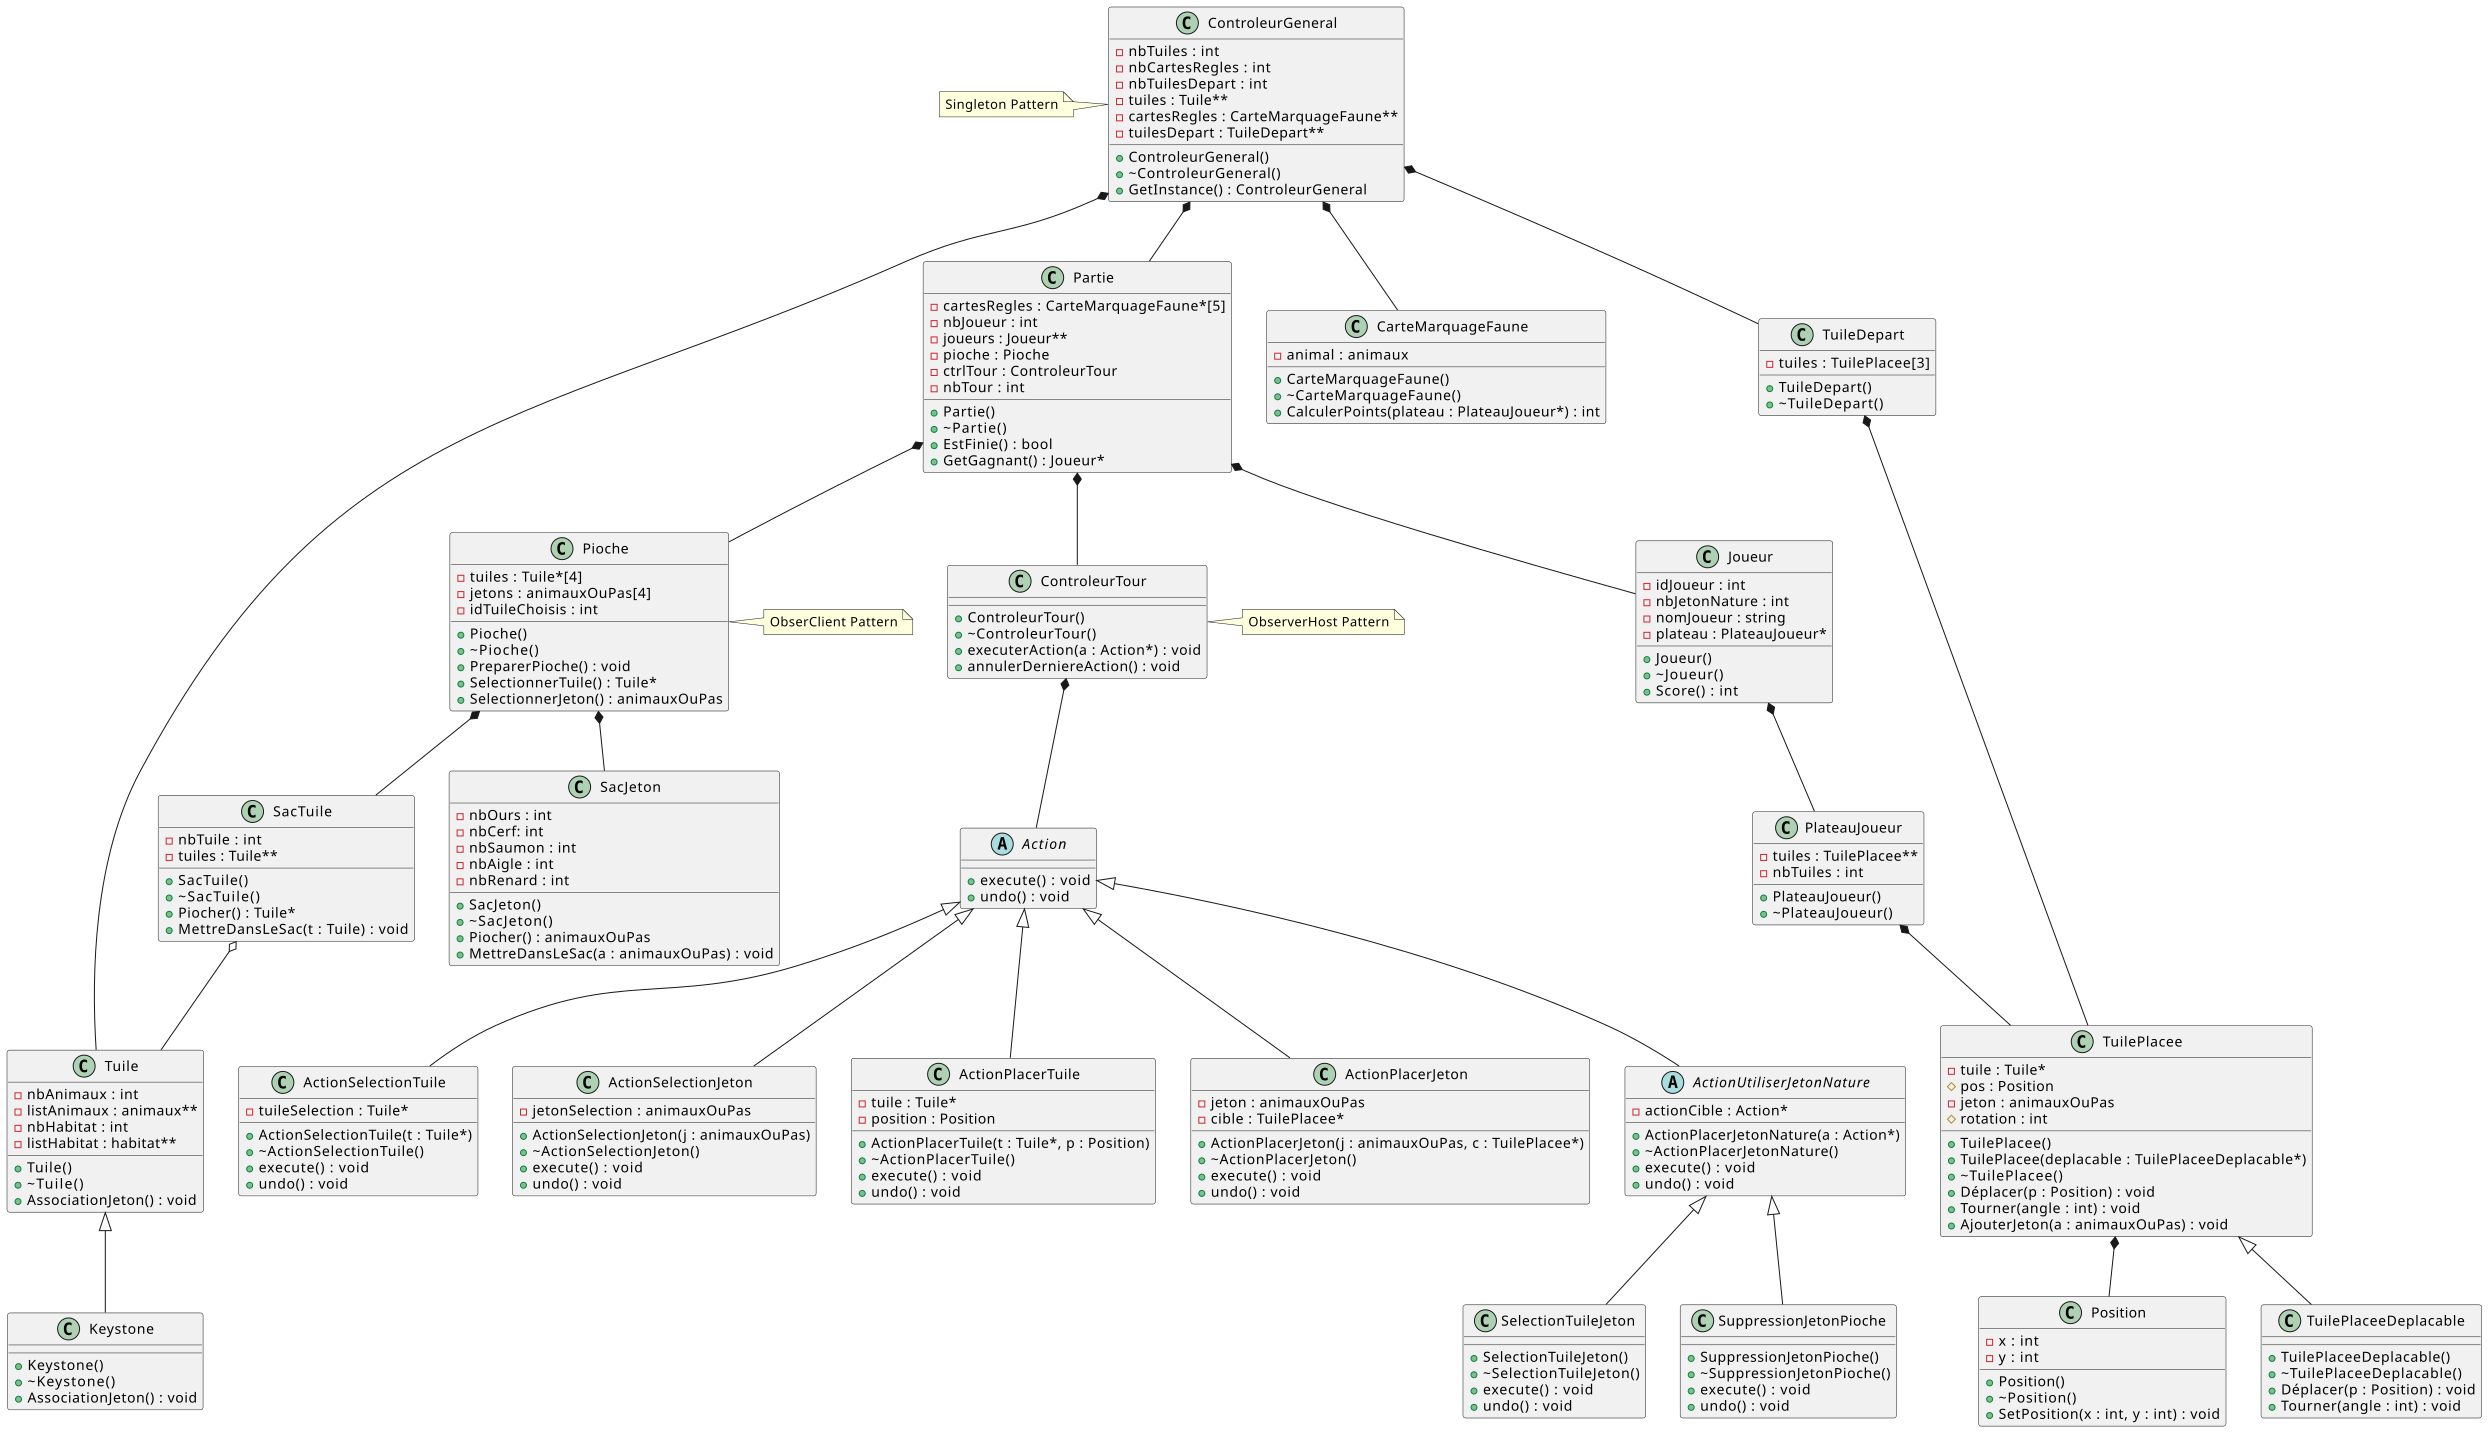 ControleurGeneral
nbTuiles : int
nbCartesRegles : int
nbTuilesDepart : int
tuiles : Tuile**
cartesRegles : CarteMarquageFaune**
tuilesDepart : TuileDepart**
ControleurGeneral()
~ControleurGeneral()
GetInstance() : ControleurGeneral
Singleton Pattern
Partie
cartesRegles : CarteMarquageFaune*[5]
nbJoueur : int
joueurs : Joueur**
pioche : Pioche
ctrlTour : ControleurTour
nbTour : int
Partie()
~Partie()
EstFinie() : bool
GetGagnant() : Joueur*
CarteMarquageFaune
animal : animaux
CarteMarquageFaune()
~CarteMarquageFaune()
CalculerPoints(plateau : PlateauJoueur*) : int
TuileDepart
tuiles : TuilePlacee[3]
TuileDepart()
~TuileDepart()
Pioche
tuiles : Tuile*[4]
jetons : animauxOuPas[4]
idTuileChoisis : int
Pioche()
~Pioche()
PreparerPioche() : void
SelectionnerTuile() : Tuile*
SelectionnerJeton() : animauxOuPas
ObserClient Pattern
ControleurTour
ControleurTour()
~ControleurTour()
executerAction(a : Action*) : void
annulerDerniereAction() : void
ObserverHost Pattern
Joueur
idJoueur : int
nbJetonNature : int
nomJoueur : string
plateau : PlateauJoueur*
Joueur()
~Joueur()
Score() : int
SacTuile
nbTuile : int
tuiles : Tuile**
SacTuile()
~SacTuile()
Piocher() : Tuile*
MettreDansLeSac(t : Tuile) : void
SacJeton
nbOurs : int
nbCerf: int
nbSaumon : int
nbAigle : int
nbRenard : int
SacJeton()
~SacJeton()
Piocher() : animauxOuPas
MettreDansLeSac(a : animauxOuPas) : void
Action
execute() : void
undo() : void
PlateauJoueur
tuiles : TuilePlacee**
nbTuiles : int
PlateauJoueur()
~PlateauJoueur()
Tuile
nbAnimaux : int
listAnimaux : animaux**
nbHabitat : int
listHabitat : habitat**
Tuile()
~Tuile()
AssociationJeton() : void
ActionSelectionTuile
tuileSelection : Tuile*
ActionSelectionTuile(t : Tuile*)
~ActionSelectionTuile()
execute() : void
undo() : void
ActionSelectionJeton
jetonSelection : animauxOuPas
ActionSelectionJeton(j : animauxOuPas)
~ActionSelectionJeton()
execute() : void
undo() : void
ActionPlacerTuile
tuile : Tuile*
position : Position
ActionPlacerTuile(t : Tuile*, p : Position)
~ActionPlacerTuile()
execute() : void
undo() : void
ActionPlacerJeton
jeton : animauxOuPas
cible : TuilePlacee*
ActionPlacerJeton(j : animauxOuPas, c : TuilePlacee*)
~ActionPlacerJeton()
execute() : void
undo() : void
ActionUtiliserJetonNature
actionCible : Action*
ActionPlacerJetonNature(a : Action*)
~ActionPlacerJetonNature()
execute() : void
undo() : void
TuilePlacee
tuile : Tuile*
pos : Position
jeton : animauxOuPas
rotation : int
TuilePlacee()
TuilePlacee(deplacable : TuilePlaceeDeplacable*)
~TuilePlacee()
Déplacer(p : Position) : void
Tourner(angle : int) : void
AjouterJeton(a : animauxOuPas) : void
Keystone
Keystone()
~Keystone()
AssociationJeton() : void
SelectionTuileJeton
SelectionTuileJeton()
~SelectionTuileJeton()
execute() : void
undo() : void
SuppressionJetonPioche
SuppressionJetonPioche()
~SuppressionJetonPioche()
execute() : void
undo() : void
Position
x : int
y : int
Position()
~Position()
SetPosition(x : int, y : int) : void
TuilePlaceeDeplacable
TuilePlaceeDeplacable()
~TuilePlaceeDeplacable()
Déplacer(p : Position) : void
Tourner(angle : int) : void